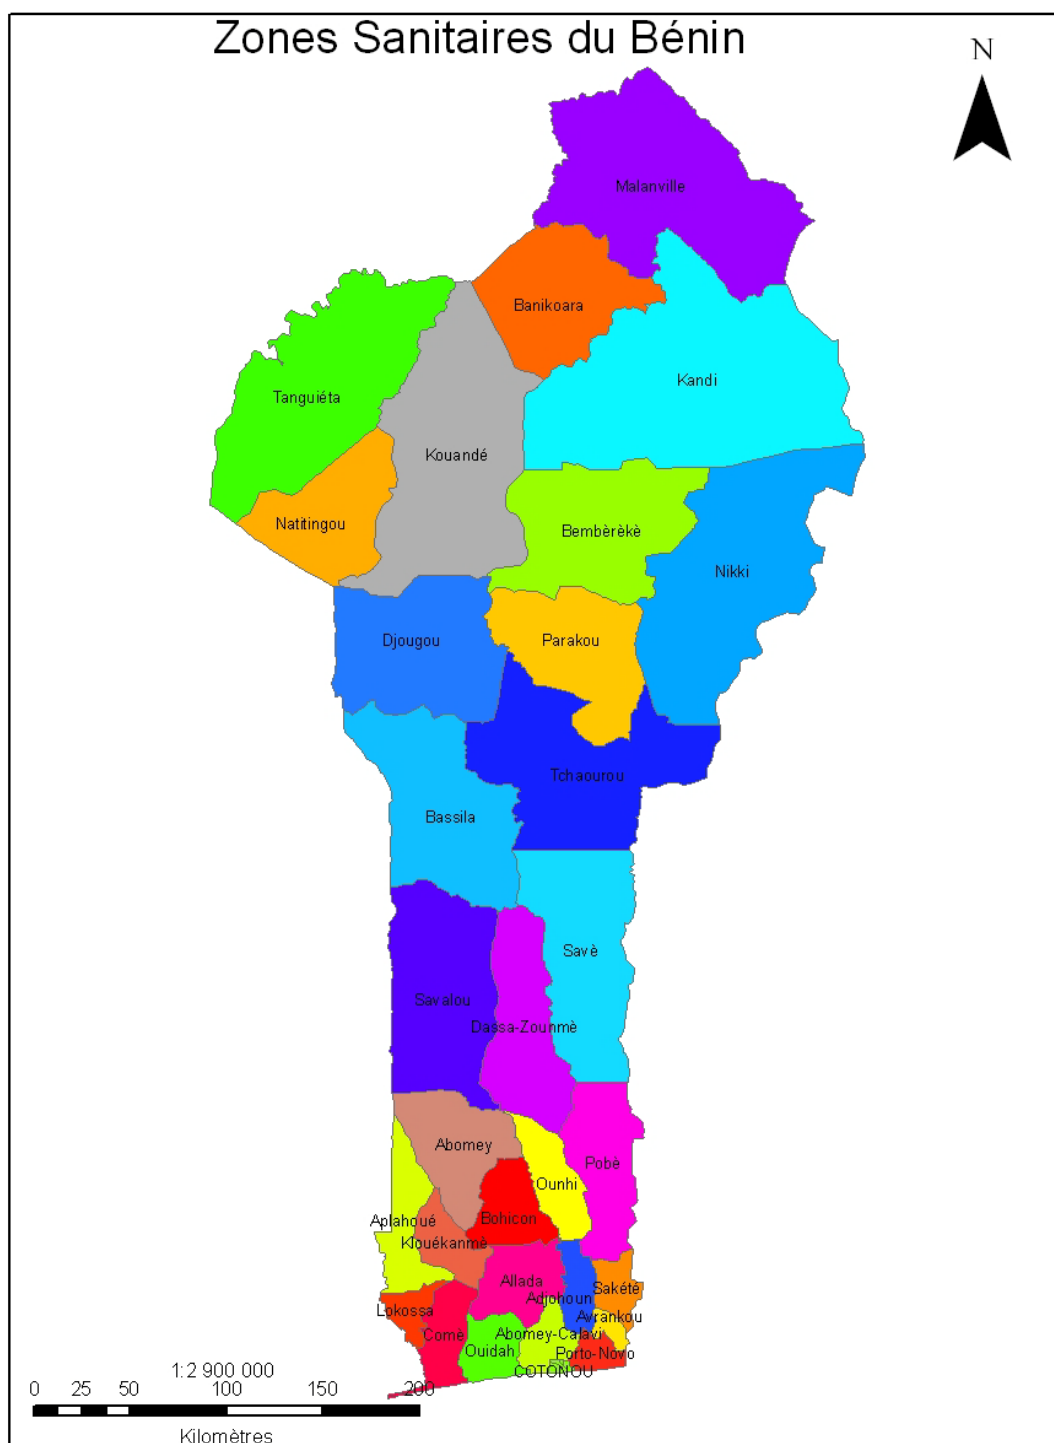 Zones Sanitaires du Bénin
N
Malanville
Banikoara
Kandi
Tanguiéta
Kouandé
Natitingou
Bembèrèkè
Nikki
Djougou
Parakou
Tchaourou
Bassila
Savè
Savalou
Dassa-Zounmè
Abomey
Pobè
Ounhi
Aplahoué
Bohicon
Klouékanmè
Allada
Sakété
Adjohoun
Lokossa
Avrankou
Comè
Abomey-Calavi
Ouidah
Porto-Novo
COTONOU
1:2 900 000
0 25 50 100 150 200
Kilomètres